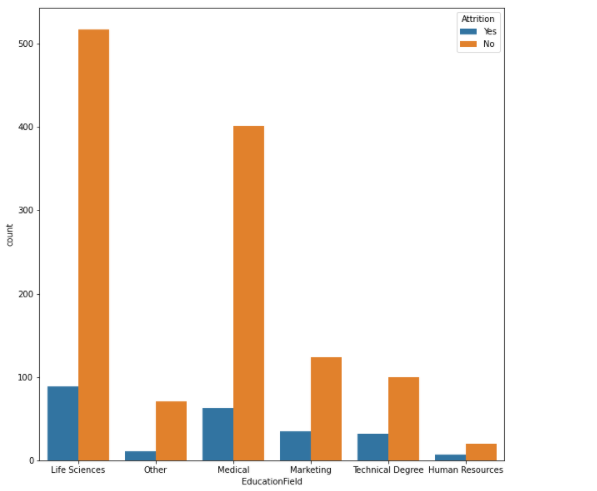 Attrition
Yes
No
500
400
300
200
100
0
count
Life Sciences
Other
Medical
Marketing
Technical Degree
Human Resources
EducationField